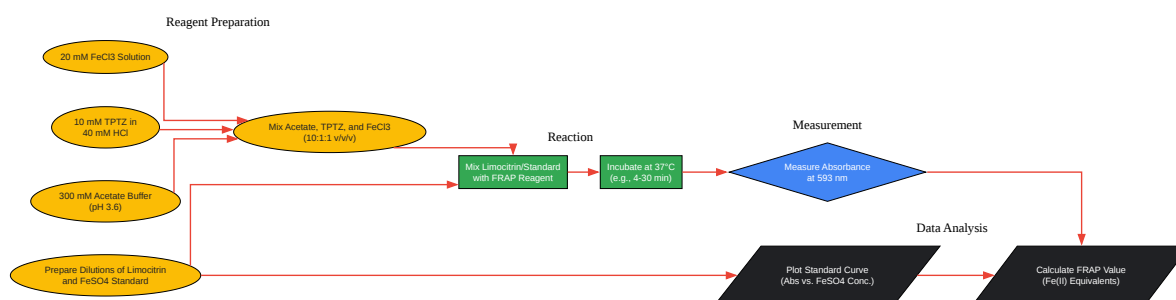 Reagent Preparation
20 mM FeCl3 Solution
10 mM TPTZ in
40 mM HCl
300 mM Acetate Buffer
(pH 3.6)
Prepare Dilutions of Limocitrin
and FeSO4 Standard
Mix Acetate, TPTZ, and FeCl3
(10:1:1 v/v/v)
Reaction
Mix Limocitrin/Standard
with FRAP Reagent
Incubate at 37°C
(e.g., 4-30 min)
Measurement
Measure Absorbance
at 593 nm
Data Analysis
Plot Standard Curve
(Abs vs. FeSO4 Conc.)
Calculate FRAP Value
(Fe(II) Equivalents)